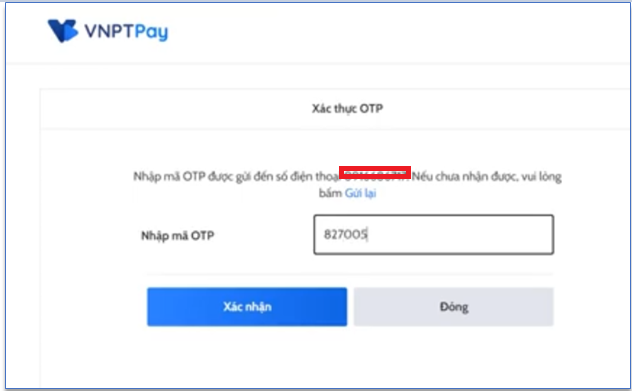 VNPTPay
Xác thực OTP
Nhập mã OTP được gửi đến số điện thoại Nếu chưa nhận được, vui lòng
bấm Gửi lại
Nhập mã OTP
827005
Xác nhận
Đóng